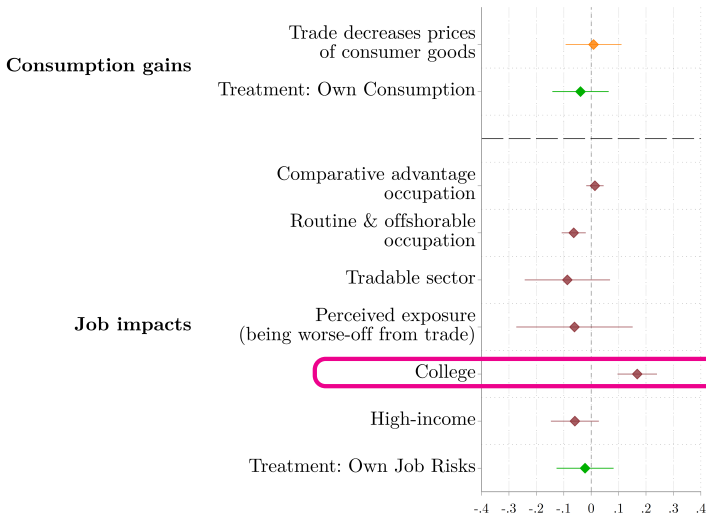 Trade decreases prices
of consumer goods
Consumption gains
Treatment: Own Consumption
Comparative advantage
occupation
Routine & offshorable
occupation
Tradable sector
Job impacts
Perceived exposure
(being worse-off from trade)
College
High-income
Treatment: Own Job Risks
-.4 -.3 -.2 -.1 0 .1 .2 .3 .4